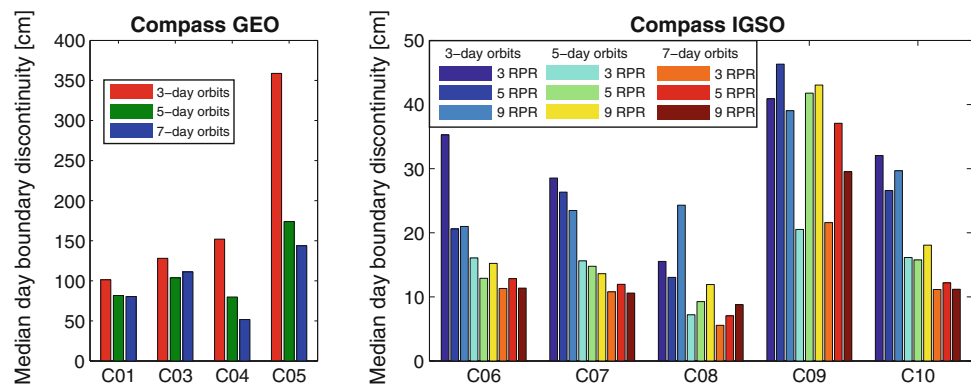 Compass GEO
Median day boundary discontinuity [cm]
400
350
300
250
200
150
100
50
0
3-day orbits
5-day orbits
7-day orbits
C01 C03 C04 C05
Compass IGSO
Median day boundary discontinuity [cm]
50
40
30
20
10
0
3-day orbits 5-day orbits 7-day orbits
3 RPR 3 RPR 3 RPR
5 RPR 5 RPR 5 RPR
9 RPR 9 RPR 9 RPR
C06 C07 C08 C09 C10